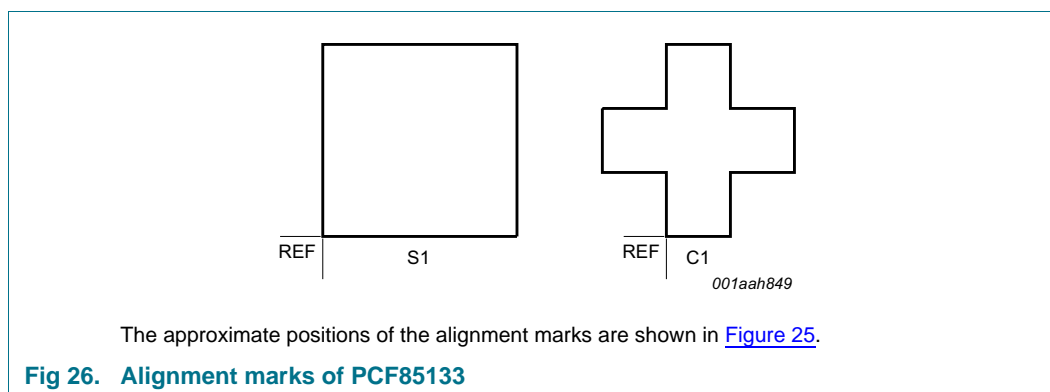 REF
S1
REF
C1
001aah849
The approximate positions of the alignment marks are shown in Figure 25.
Fig 26. Alignment marks of PCF85133